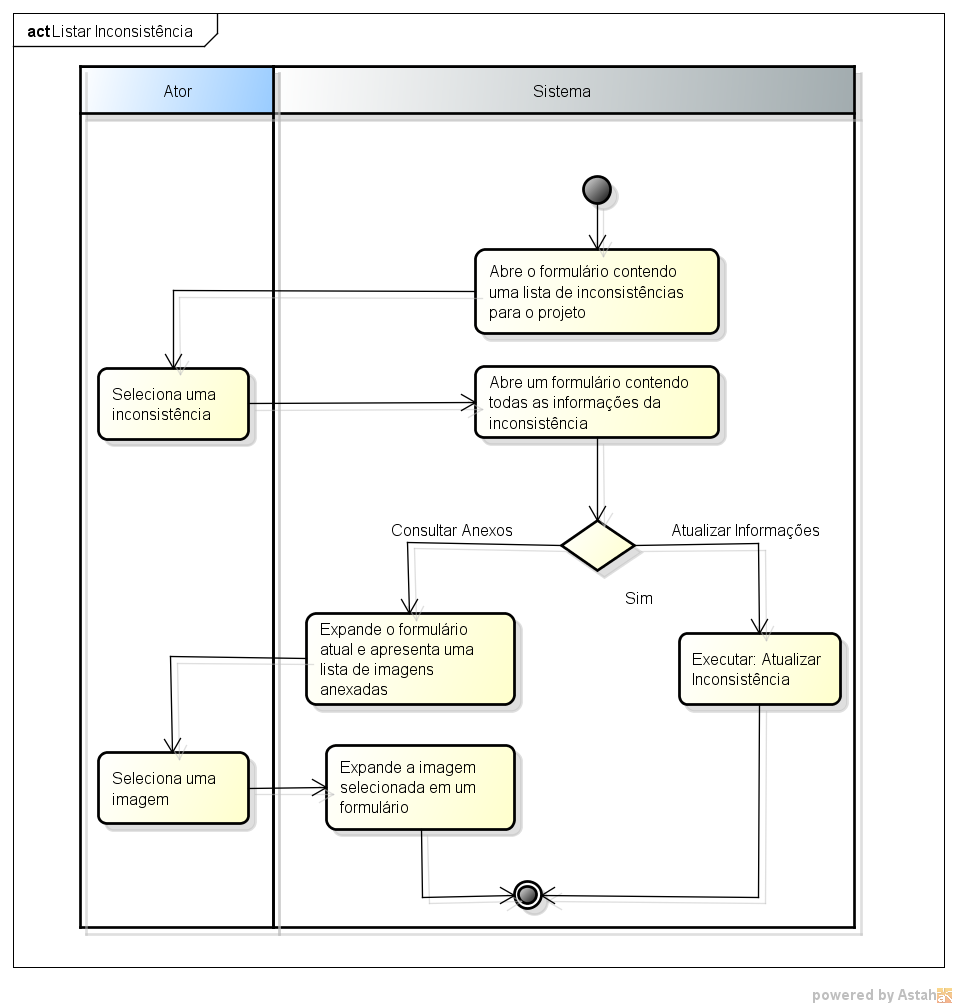 act Listar Inconsistência
Ator
Sistema
Abre o formulário contendo
uma lista de inconsistências
para o projeto
Seleciona uma
inconsistência
Abre um formulário contendo
todas as informações da
inconsistência
Consultar Anexos
Atualizar Informações
Sim
Expande o formulário
atual e apresenta uma
lista de imagens
anexadas
Executar: Atualizar
Inconsistência
Seleciona uma
imagem
Expande a imagem
selecionada em um
formulário
powered by Astah